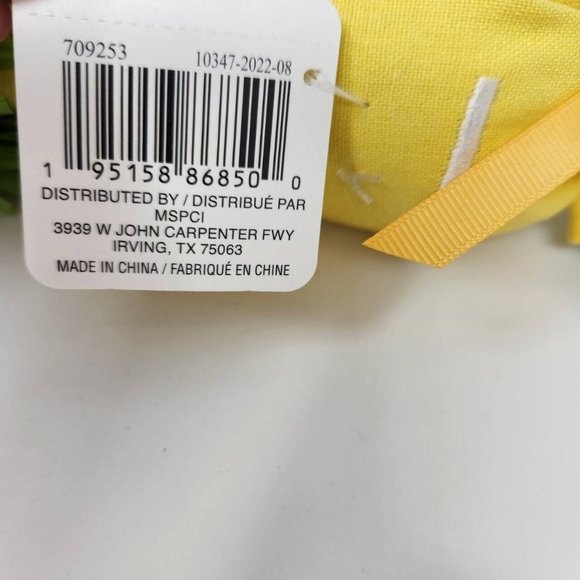 709253 10347-2022-08
1 95158 86850 0
DISTRIBUTED BY / DISTRIBUÉ PAR
MSPCI
3939 W JOHN CARPENTER FWY
IRVING, TX 75063
MADE IN CHINA / FABRIQUÉ EN CHINE